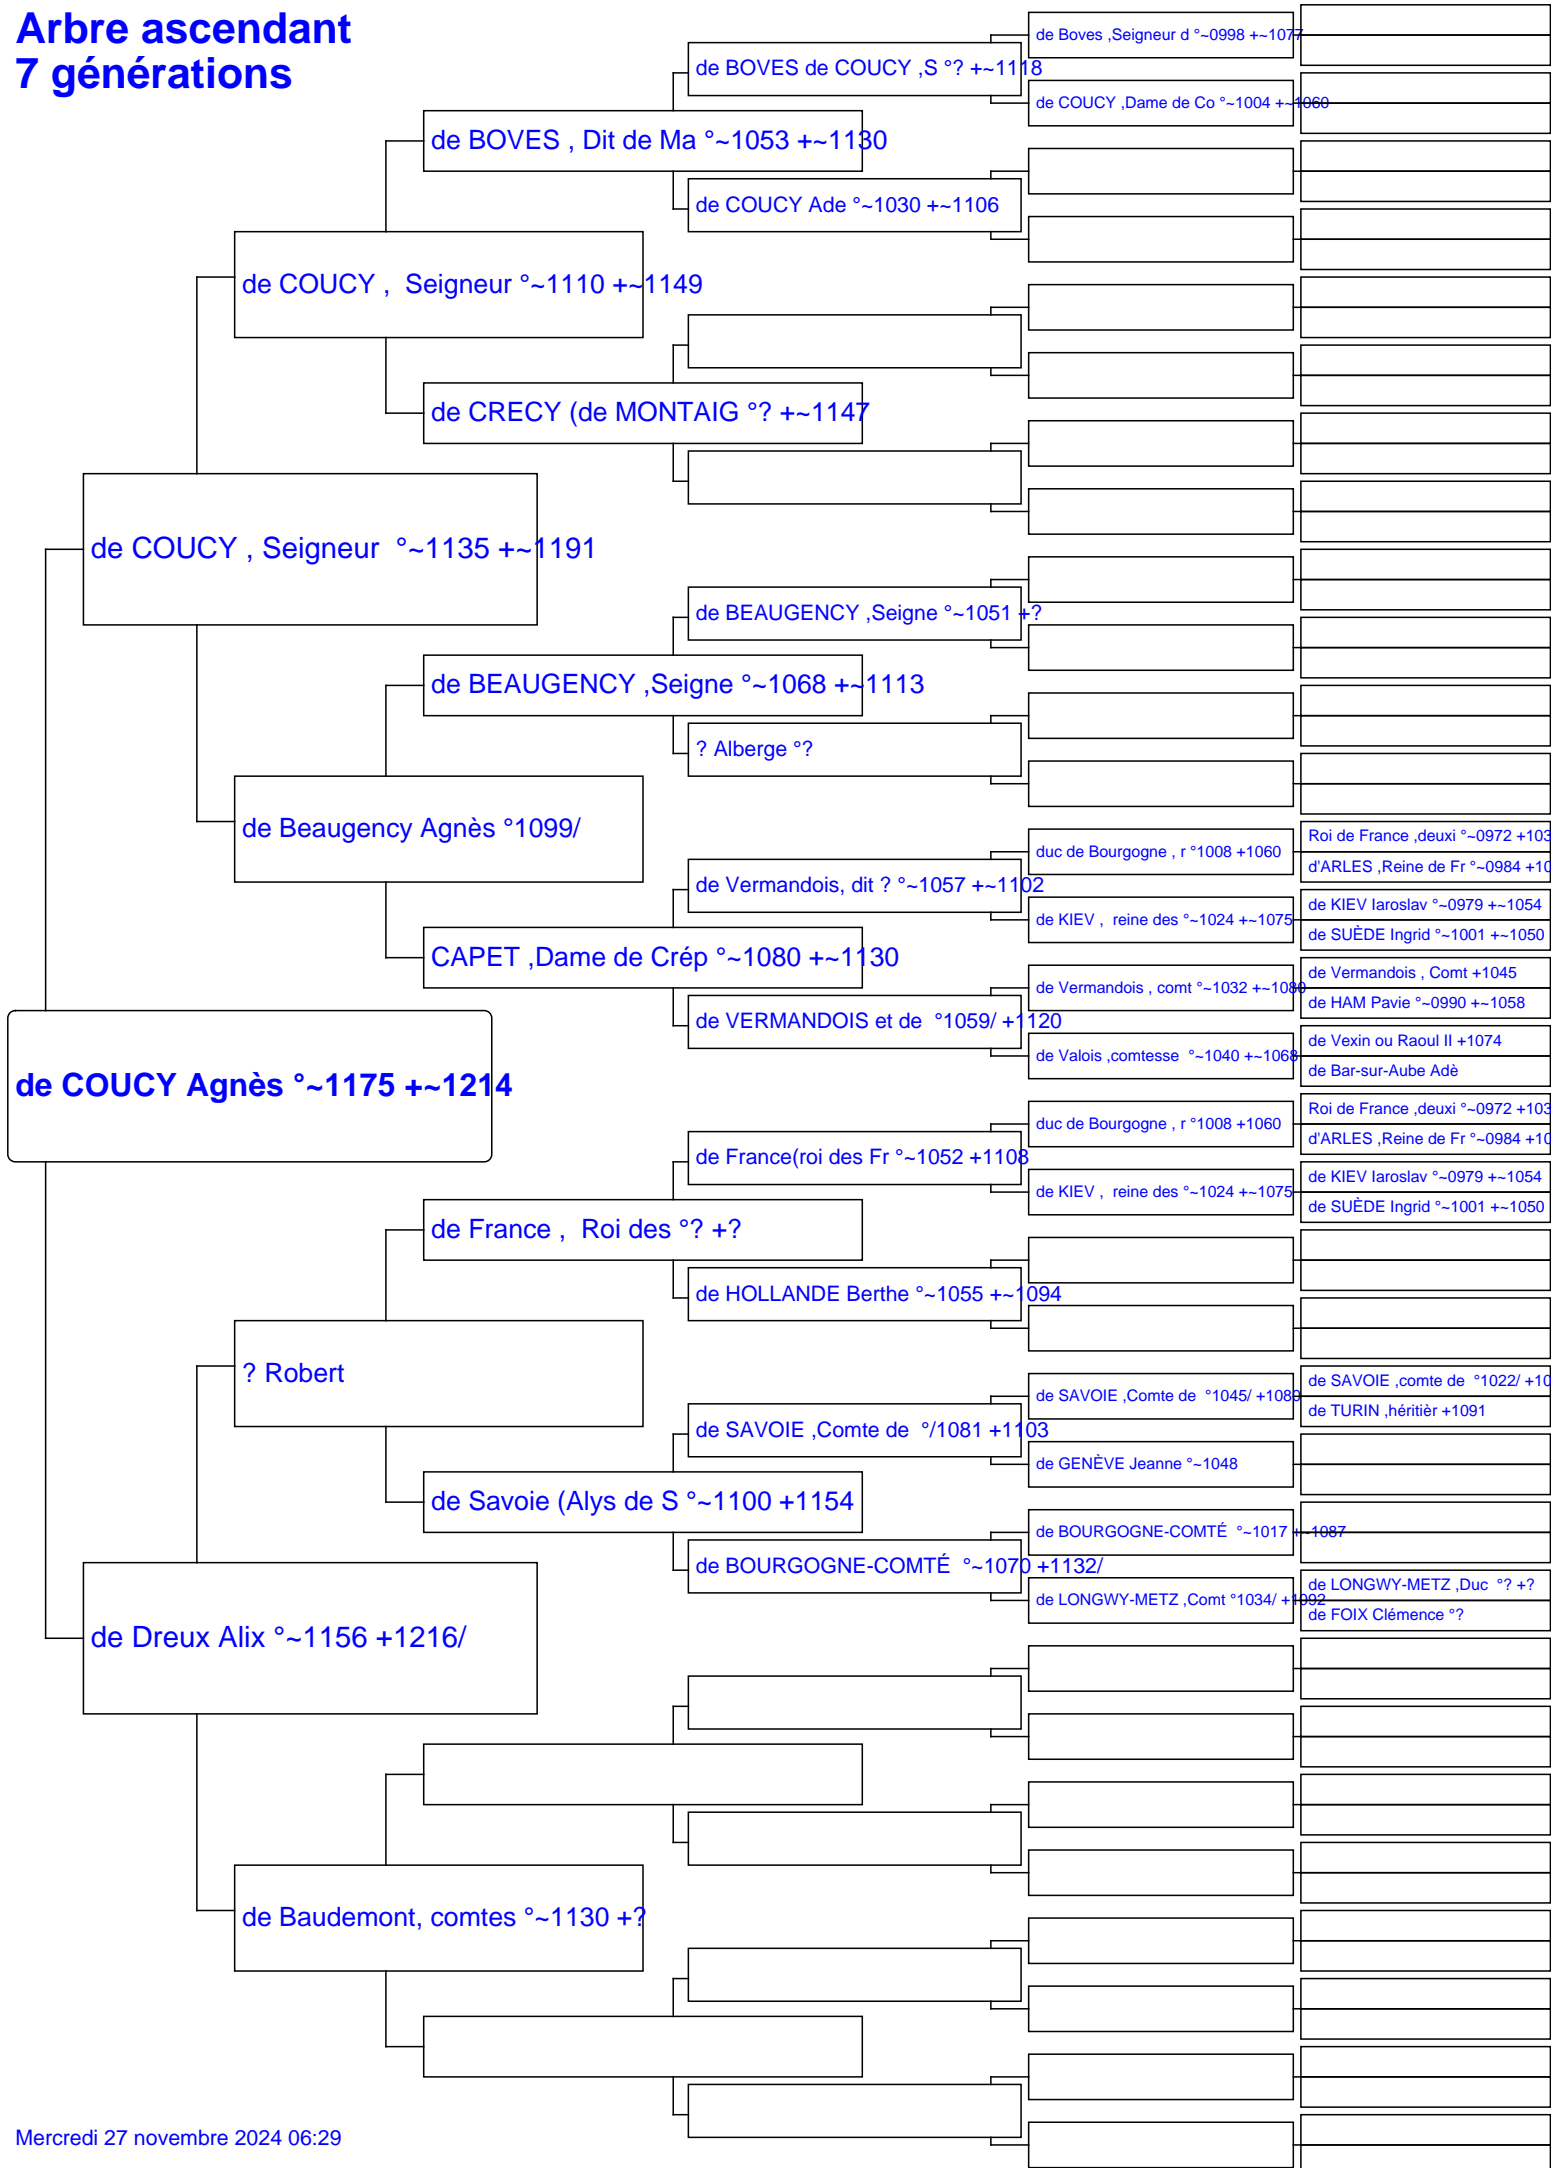 Arbre ascendant
7 générations
de Boves ,Seigneur d °~0998 +~1077
de BOVES de COUCY ,S °? +~1118
de COUCY ,Dame de Co °~1004 +~1060
de BOVES , Dit de Ma °~1053 +~1130
de COUCY Ade °~1030 +~1106
de COUCY ,  Seigneur °~1110 +~1149
de CRECY (de MONTAIG °? +~1147
de COUCY , Seigneur  °~1135 +~1191
de BEAUGENCY ,Seigne °~1051 +?
de BEAUGENCY ,Seigne °~1068 +~1113
? Alberge °?
de Beaugency Agnès °1099/
Roi de France ,deuxi °~0972 +103
duc de Bourgogne , r °1008 +1060
d'ARLES ,Reine de Fr °~0984 +10
de Vermandois, dit ? °~1057 +~1102
de KIEV Iaroslav °~0979 +~1054
de KIEV ,  reine des °~1024 +~1075
de SUÈDE Ingrid °~1001 +~1050
CAPET ,Dame de Crép °~1080 +~1130
de Vermandois , Comt +1045
de Vermandois , comt °~1032 +~1080
de HAM Pavie °~0990 +~1058
de VERMANDOIS et de  °1059/ +1120
de Vexin ou Raoul II +1074
de Valois ,comtesse  °~1040 +~1068
de Bar-sur-Aube Adè
de COUCY Agnès °~1175 +~1214
Roi de France ,deuxi °~0972 +103
duc de Bourgogne , r °1008 +1060
d'ARLES ,Reine de Fr °~0984 +10
de France(roi des Fr °~1052 +1108
de KIEV Iaroslav °~0979 +~1054
de KIEV ,  reine des °~1024 +~1075
de SUÈDE Ingrid °~1001 +~1050
de France ,  Roi des °? +?
de HOLLANDE Berthe °~1055 +~1094
? Robert
de SAVOIE ,comte de  °1022/ +10
de SAVOIE ,Comte de  °1045/ +1080
de TURIN ,héritièr +1091
de SAVOIE ,Comte de  °/1081 +1103
de GENÈVE Jeanne °~1048
de Savoie (Alys de S °~1100 +1154
de BOURGOGNE-COMTÉ  °~1017 +~1087
de BOURGOGNE-COMTÉ  °~1070 +1132/
de LONGWY-METZ ,Duc  °? +?
de LONGWY-METZ ,Comt °1034/ +1092
de FOIX Clémence °?
de Dreux Alix °~1156 +1216/
de Baudemont, comtes °~1130 +?
Mercredi 27 novembre 2024 06:29